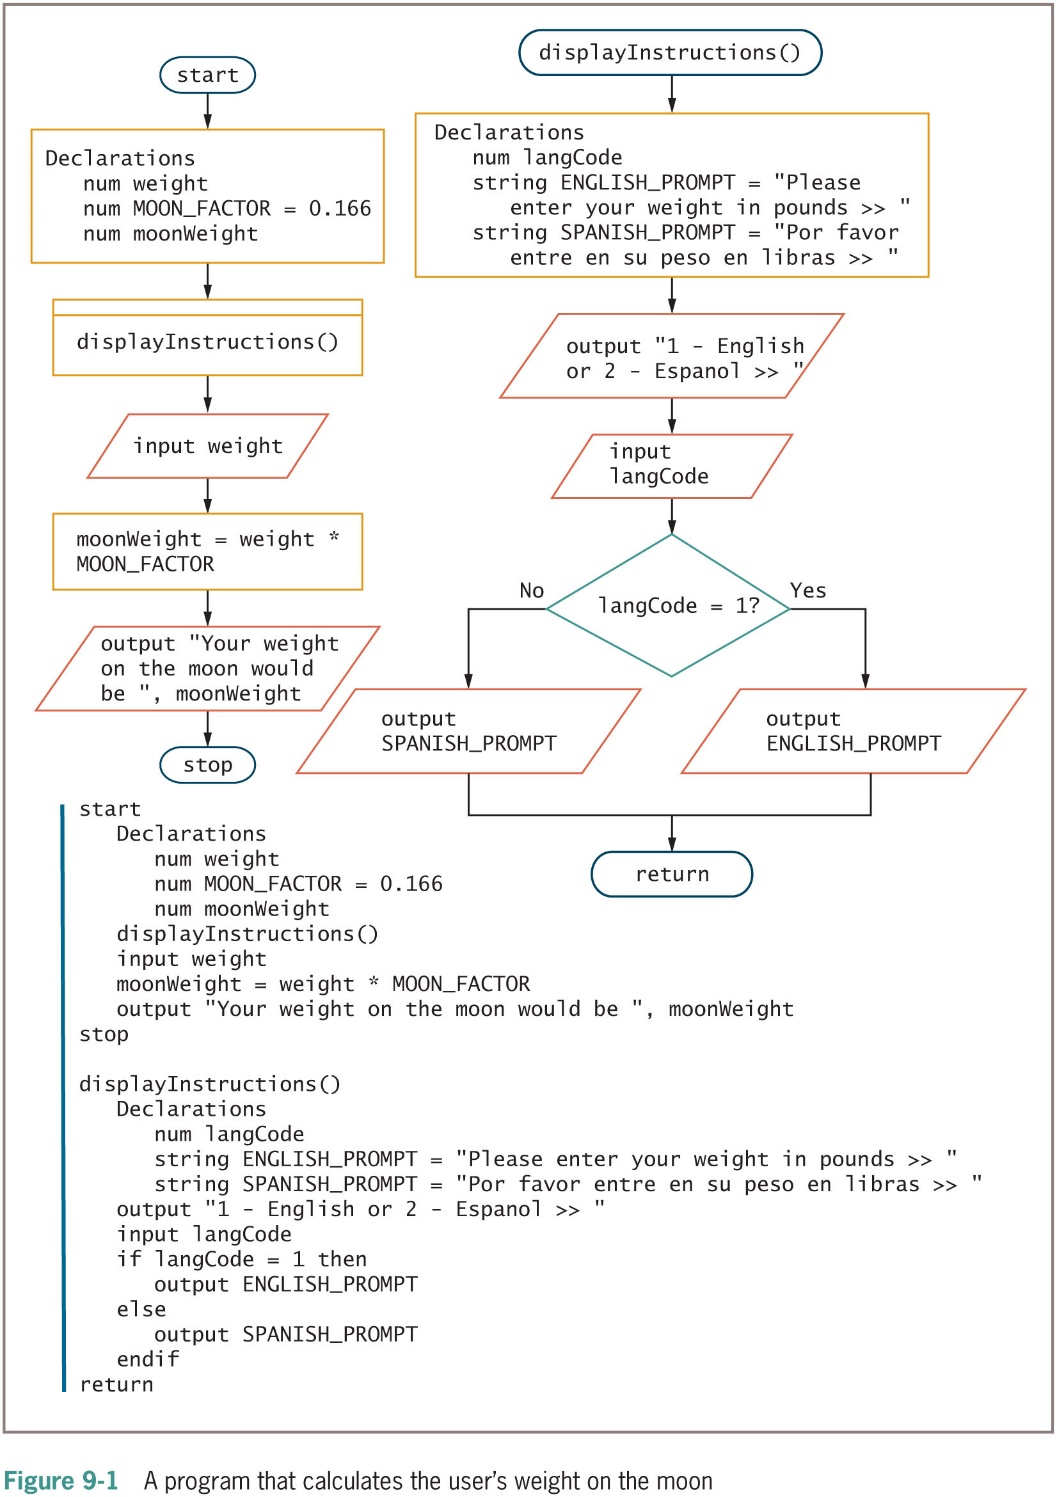 start
Declarations
num weight
num MOON_FACTOR = 0.166
num moonWeight
displayInstructions()
input weight
moonWeight = weight *
MOON_FACTOR
output "Your weight
on the moon would
be ", moonWeight
stop
displayInstructions()
Declarations
num langCode
string ENGLISH_PROMPT = "Please
enter your weight in pounds >> "
string SPANISH_PROMPT = "Por favor
entre en su peso en libras >> "
output "1 – English
or 2 – Espanol >> "
input
langCode
langCode = 1?
No
Yes
output
SPANISH_PROMPT
output
ENGLISH_PROMPT
return
start
Declarations
num weight
num MOON_FACTOR = 0.166
num moonWeight
displayInstructions()
input weight
moonWeight = weight * MOON_FACTOR
output "Your weight on the moon would be ", moonWeight
stop
displayInstructions()
Declarations
num langCode
string ENGLISH_PROMPT = "Please enter your weight in pounds >> "
string SPANISH_PROMPT = "Por favor entre en su peso en libras >> "
output "1 – English or 2 – Espanol >> "
input langCode
if langCode = 1 then
output ENGLISH_PROMPT
else
output SPANISH_PROMPT
endif
return
Figure 9-1 A program that calculates the user’s weight on the moon